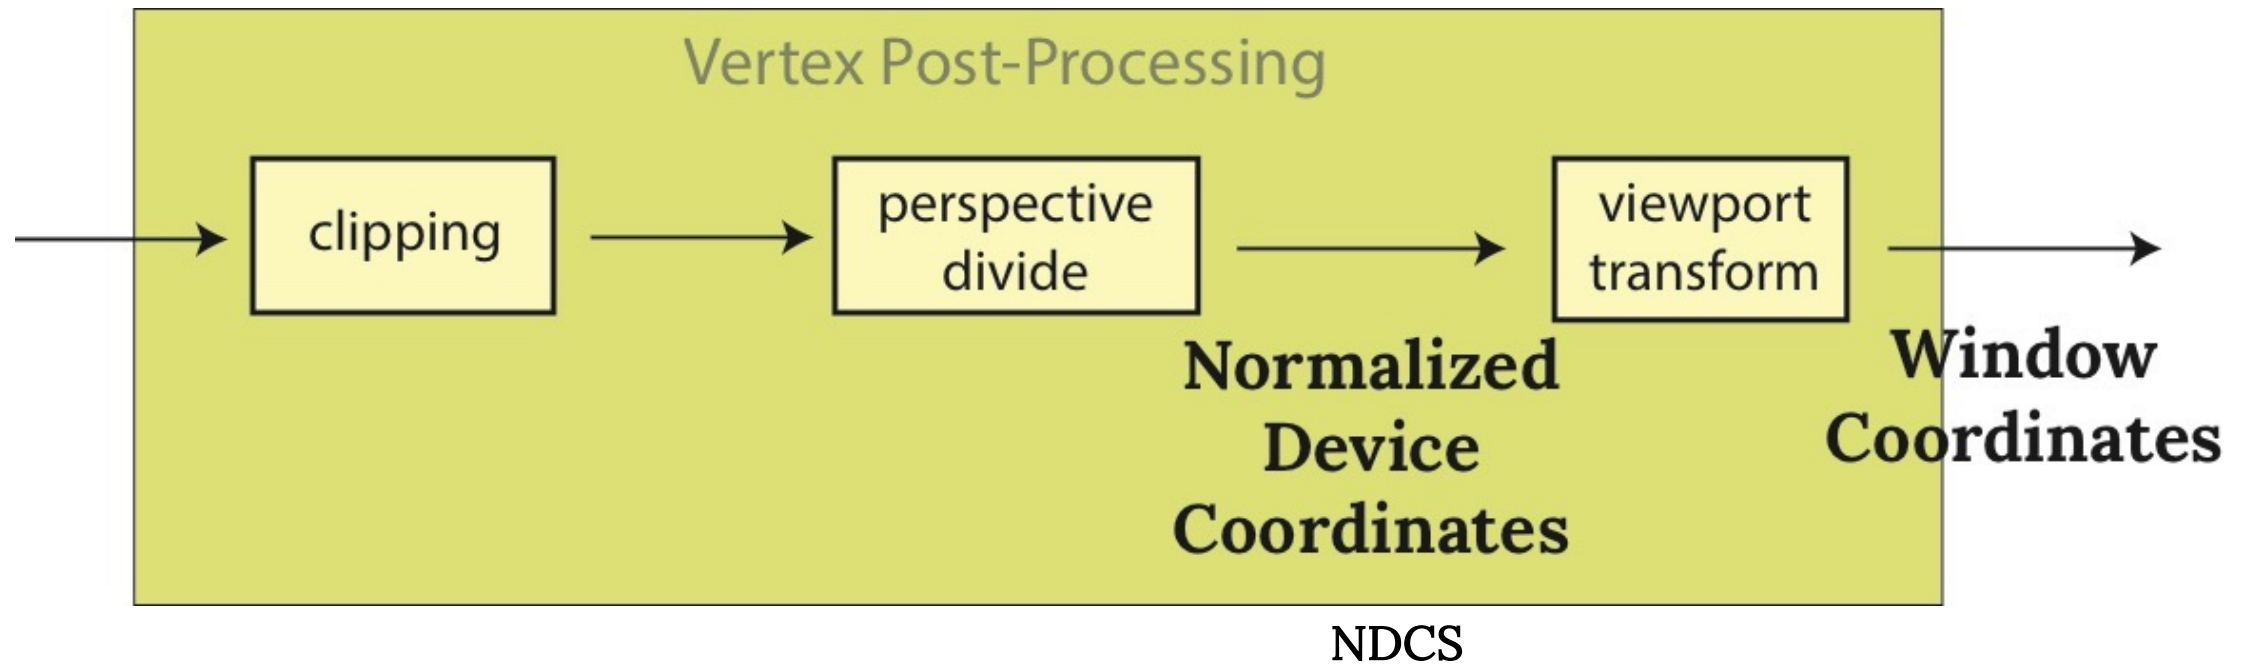 Vertex Post-Processing
clipping
perspective
divide
viewport
transform
Normalized
Device
Coordinates
Window
Coordinates
NDCS